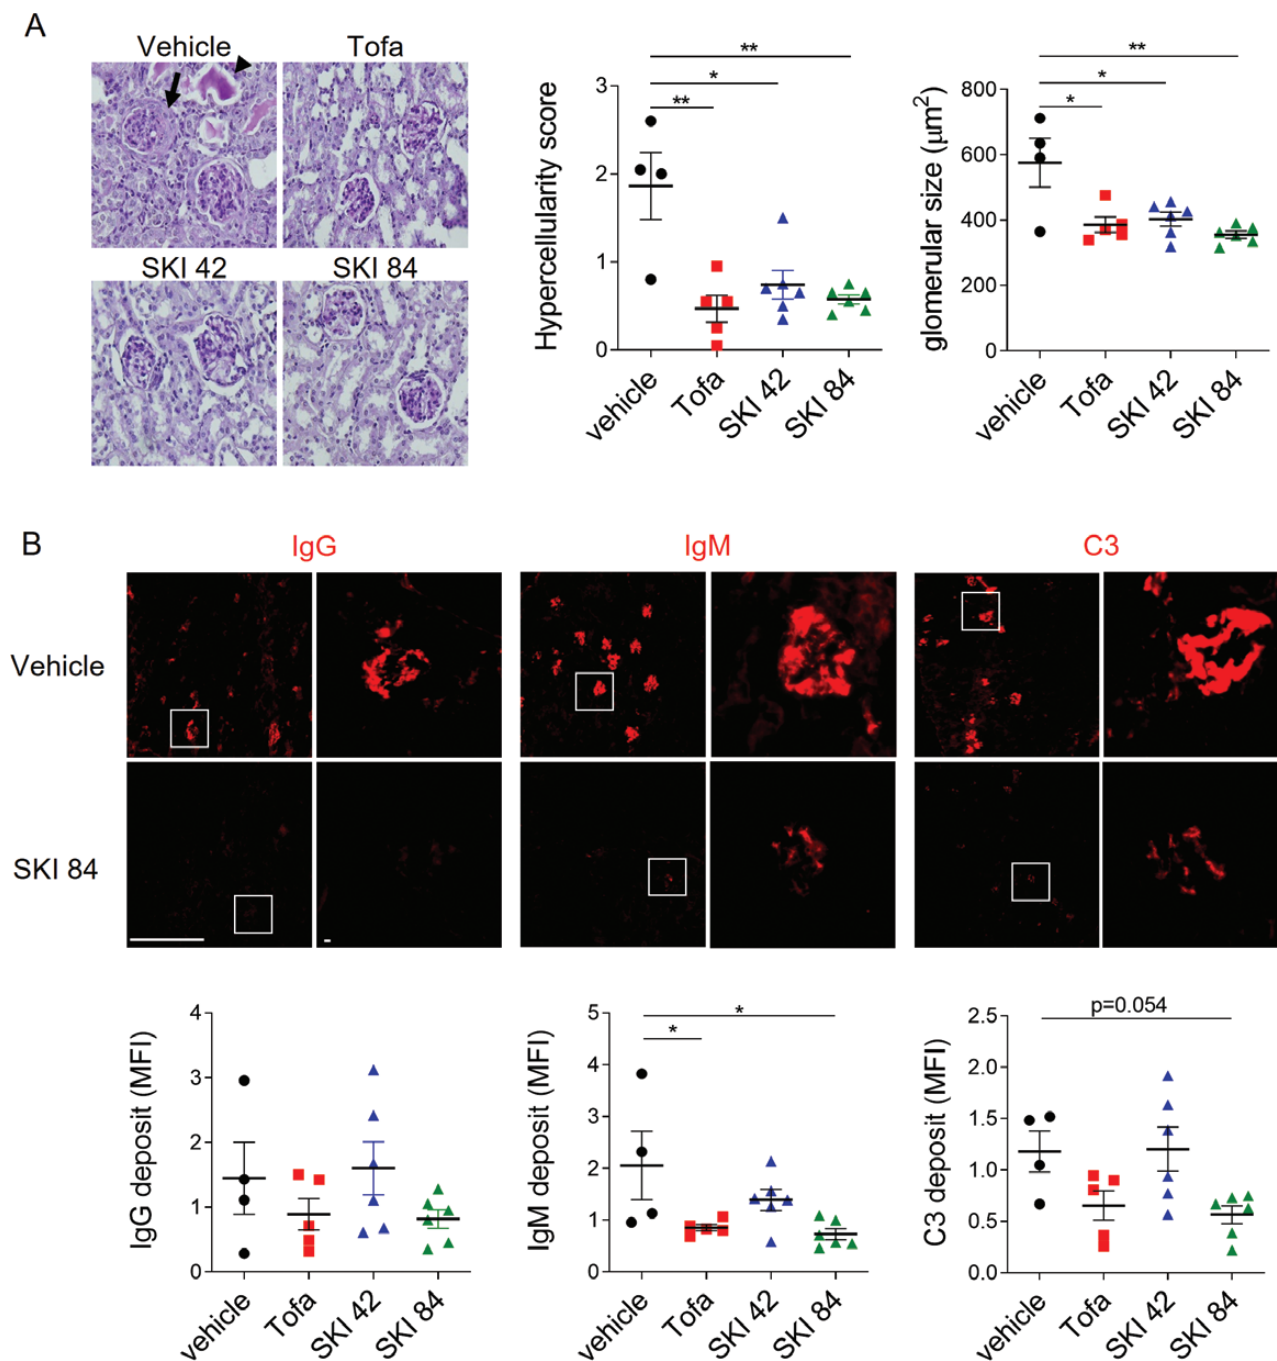 A
Vehicle
Tofa
SKI 42
SKI 84
Hypercellularity score
3
2
1
0
**
*
**
vehicle
Tofa
SKI 42
SKI 84
glomerular size (μm²)
800
600
400
200
0
**
*
*
vehicle
Tofa
SKI 42
SKI 84
B
IgG
IgM
C3
Vehicle
SKI 84
IgG deposit (MFI)
4
3
2
1
0
vehicle
Tofa
SKI 42
SKI 84
IgM deposit (MFI)
5
4
3
2
1
0
*
*
vehicle
Tofa
SKI 42
SKI 84
C3 deposit (MFI)
2.5
2.0
1.5
1.0
0.5
0.0
p=0.054
vehicle
Tofa
SKI 42
SKI 84